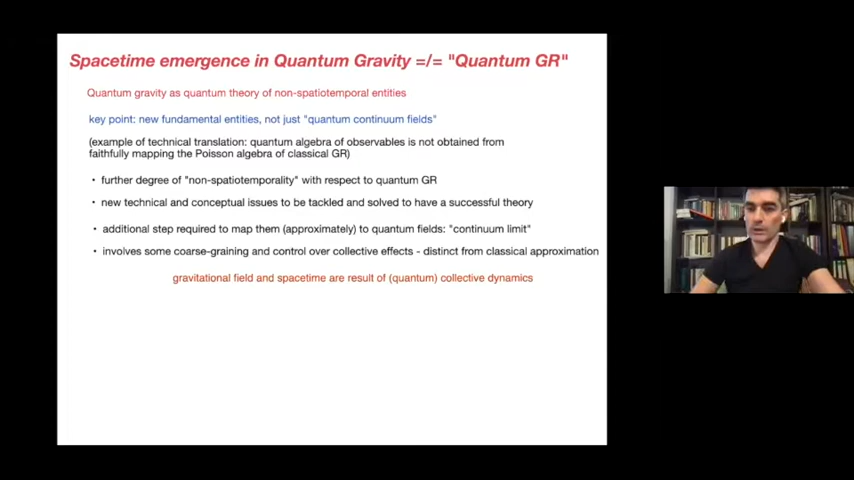 Spacetime emergence in Quantum Gravity =/= "Quantum GR"
Quantum gravity as quantum theory of non-spatiotemporal entities
key point: new fundamental entities, not just "quantum continuum fields"
(example of technical translation: quantum algebra of observables is not obtained from
faithfully mapping the Poisson algebra of classical GR)
• further degree of "non-spatiotemporality" with respect to quantum GR
• new technical and conceptual issues to be tackled and solved to have a successful theory
• additional step required to map them (approximately) to quantum fields: "continuum limit"
• involves some coarse-graining and control over collective effects - distinct from classical approximation
gravitational field and spacetime are result of (quantum) collective dynamics